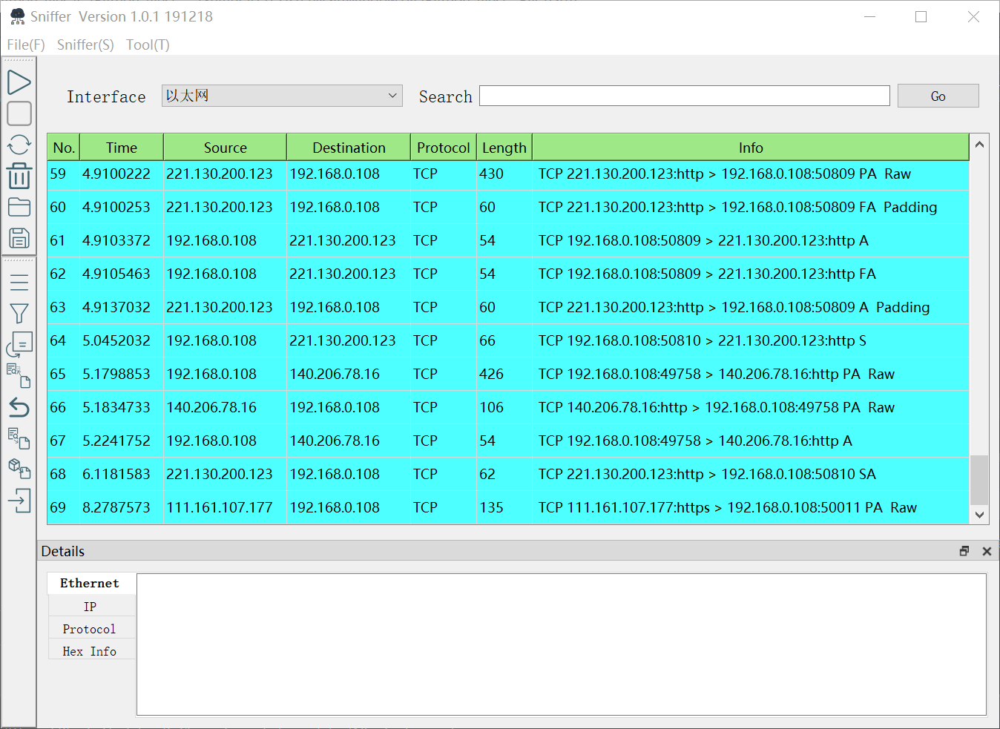 Sniffer Version 1.0.1 191218
File(F) Sniffer(S) Tool(T)
Interface 以太网 Search Go
No. Time Source Destination Protocol Length Info
59 4.9100222 221.130.200.123 192.168.0.108 TCP 430 TCP 221.130.200.123:http > 192.168.0.108:50809 PA Raw
60 4.9100253 221.130.200.123 192.168.0.108 TCP 60 TCP 221.130.200.123:http > 192.168.0.108:50809 FA Padding
61 4.9103372 192.168.0.108 221.130.200.123 TCP 54 TCP 192.168.0.108:50809 > 221.130.200.123:http A
62 4.9105463 192.168.0.108 221.130.200.123 TCP 54 TCP 192.168.0.108:50809 > 221.130.200.123:http FA
63 4.9137032 221.130.200.123 192.168.0.108 TCP 60 TCP 221.130.200.123:http > 192.168.0.108:50809 A Padding
64 5.0452032 192.168.0.108 221.130.200.123 TCP 66 TCP 192.168.0.108:50810 > 221.130.200.123:http S
65 5.1798853 192.168.0.108 140.206.78.16 TCP 426 TCP 192.168.0.108:49758 > 140.206.78.16:http PA Raw
66 5.1834733 140.206.78.16 192.168.0.108 TCP 106 TCP 140.206.78.16:http > 192.168.0.108:49758 PA Raw
67 5.2241752 192.168.0.108 140.206.78.16 TCP 54 TCP 192.168.0.108:49758 > 140.206.78.16:http A
68 6.1181583 221.130.200.123 192.168.0.108 TCP 62 TCP 221.130.200.123:http > 192.168.0.108:50810 SA
69 8.2787573 111.161.107.177 192.168.0.108 TCP 135 TCP 111.161.107.177:https > 192.168.0.108:50011 PA Raw
Details
Ethernet
IP
Protocol
Hex Info